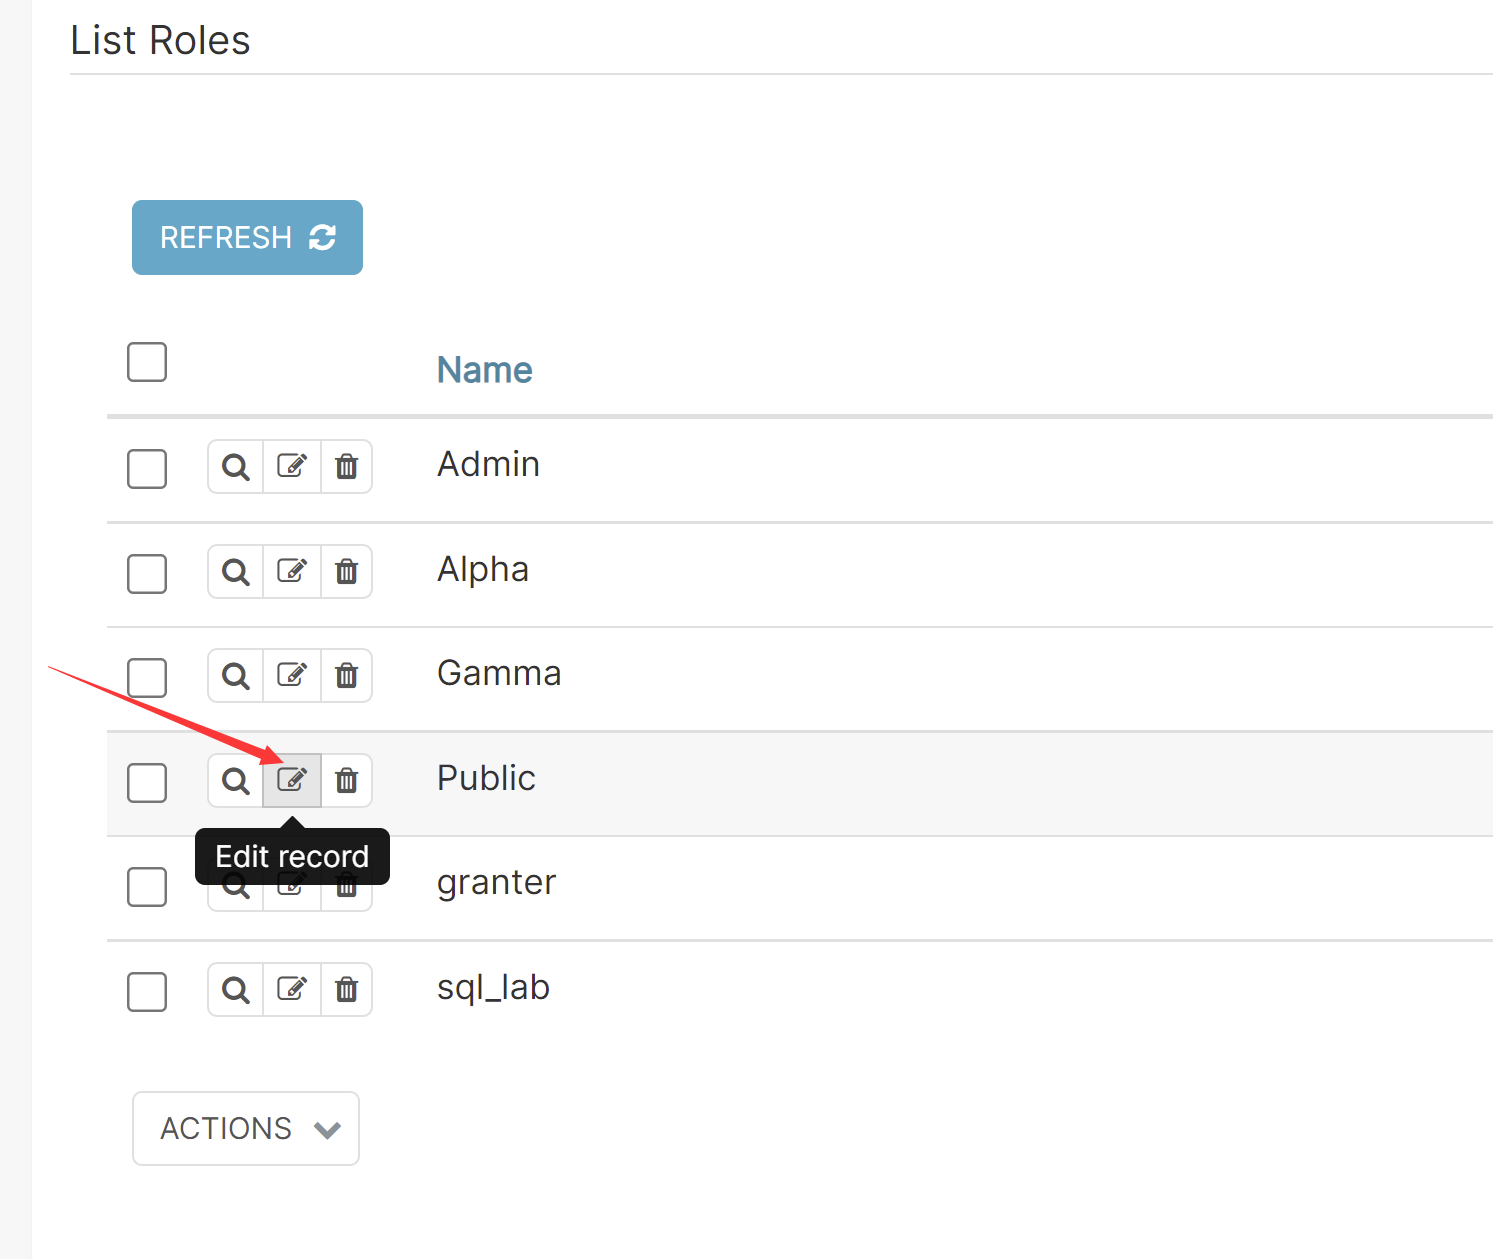 List Roles
REFRESH
Name
Admin
Alpha
Gamma
Public
Edit record
granter
sql_lab
ACTIONS